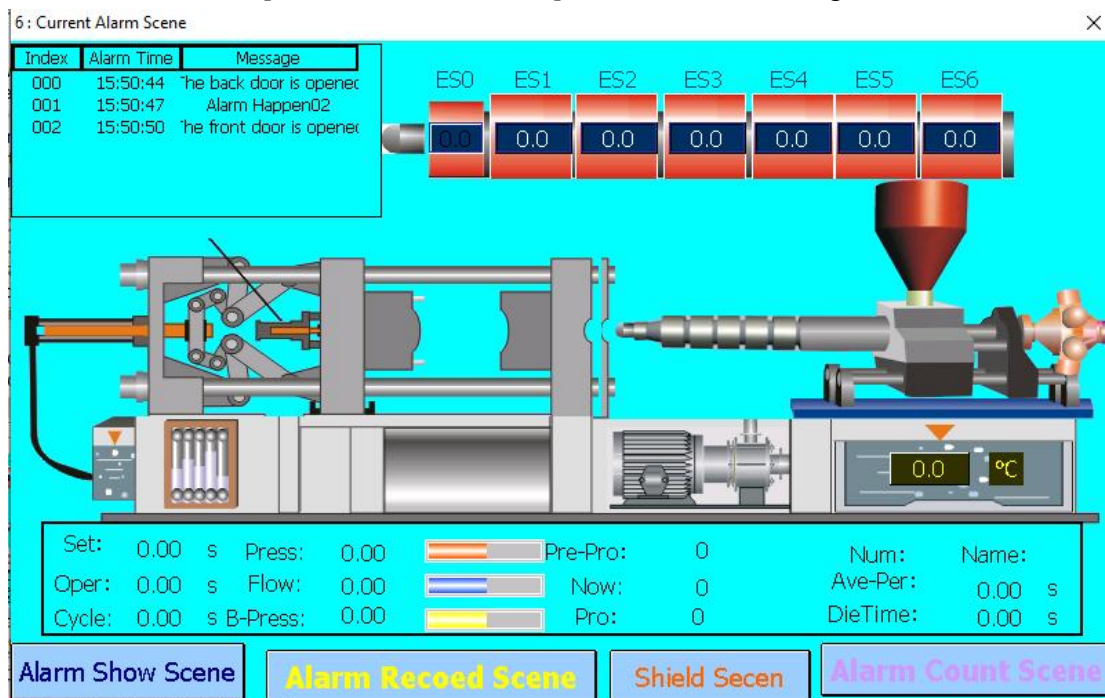 6 : Current Alarm Scene
Index Alarm Time Message
000 15:50:44 he back door is opened
001 15:50:47 Alarm Happen02
002 15:50:50 he front door is opened
ES0 ES1 ES2 ES3 ES4 ES5 ES6
0.0 0.0 0.0 0.0 0.0 0.0 0.0
0.0 ºC
Set: 0.00 s Press: 0.00 Pre-Pro: 0 Num: Name:
Oper: 0.00 s Flow: 0.00 Now: 0 Ave-Per: 0.00 s
Cycle: 0.00 s B-Press: 0.00 Pro: 0 DieTime: 0.00 s
Alarm Show Scene Alarm Recoed Scene Shield Secen Alarm Count Scene